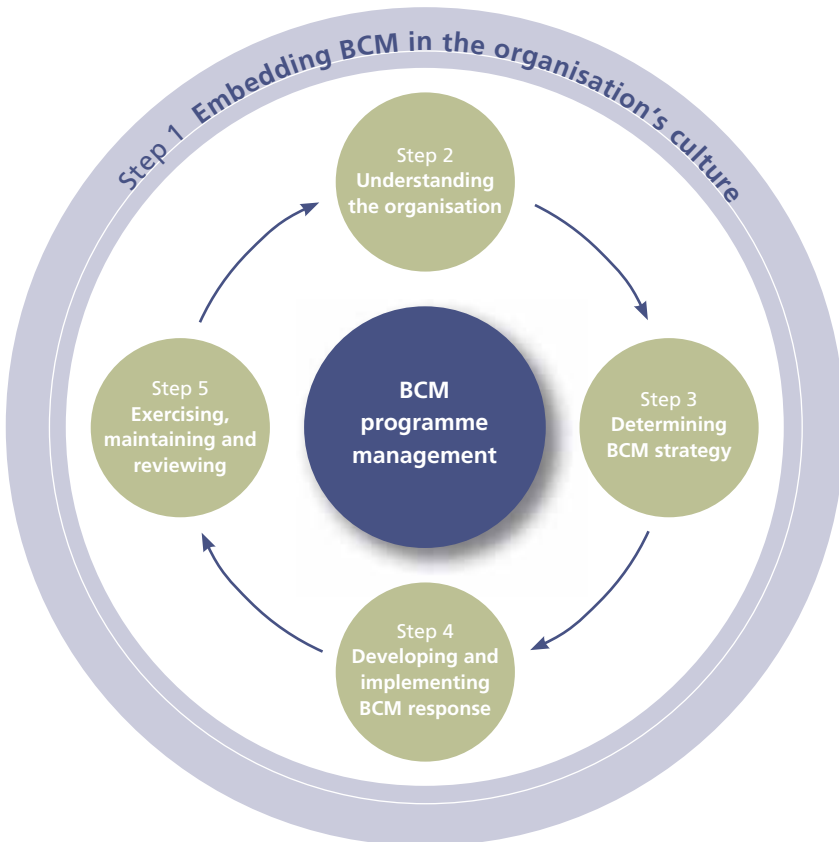 Step 1 Embedding BCM in the organisation's culture
Step 2
Understanding
the organisation
Step 3
Determining
BCM strategy
Step 4
Developing and
implementing
BCM response
Step 5
Exercising,
maintaining and
reviewing
BCM
programme
management